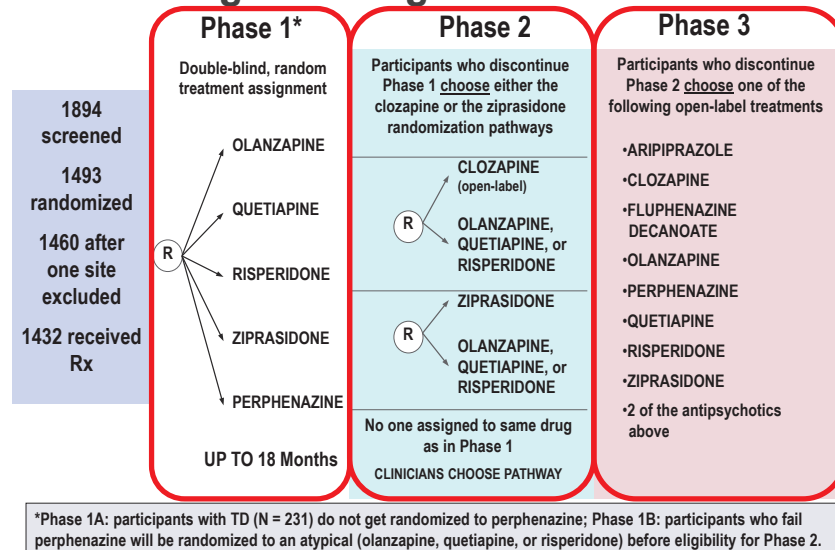 Phase 1*
Phase 2
Phase 3
1894
screened
1493
randomized
1460 after
one site
excluded
1432 received
Rx
Double-blind, random
treatment assignment
R
OLANZAPINE
QUETIAPINE
RISPERIDONE
ZIPRASIDONE
PERPHENAZINE
UP TO 18 Months
Participants who discontinue
Phase 1 choose either the
clozapine or the ziprasidone
randomization pathways
R
CLOZAPINE
(open-label)
OLANZAPINE,
QUETIAPINE, or
RISPERIDONE
R
ZIPRASIDONE
OLANZAPINE,
QUETIAPINE, or
RISPERIDONE
No one assigned to same drug
as in Phase 1
CLINICIANS CHOOSE PATHWAY
Participants who discontinue
Phase 2 choose one of the
following open-label treatments
•ARIPIPRAZOLE
•CLOZAPINE
•FLUPHENAZINE
DECANOATE
•OLANZAPINE
•PERPHENAZINE
•QUETIAPINE
•RISPERIDONE
•ZIPRASIDONE
•2 of the antipsychotics
above
*Phase 1A: participants with TD (N = 231) do not get randomized to perphenazine; Phase 1B: participants who fail
perphenazine will be randomized to an atypical (olanzapine, quetiapine, or risperidone) before eligibility for Phase 2.